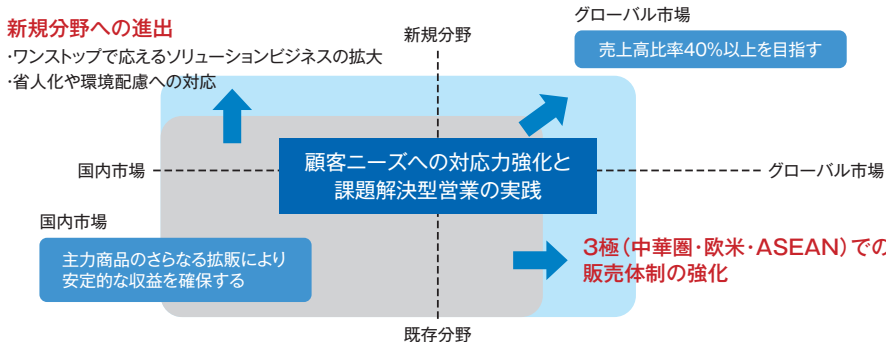 新規分野への進出
・ワンストップで応えるソリューションビジネスの拡大
・省人化や環境配慮への対応
新規分野
グローバル市場
売上高比率40%以上を目指す
国内市場
顧客ニーズへの対応力強化と
課題解決型営業の実践
グローバル市場
国内市場
主力商品のさらなる拡販により
安定的な収益を確保する
3極（中華圏・欧米・ASEAN）での
販売体制の強化
既存分野